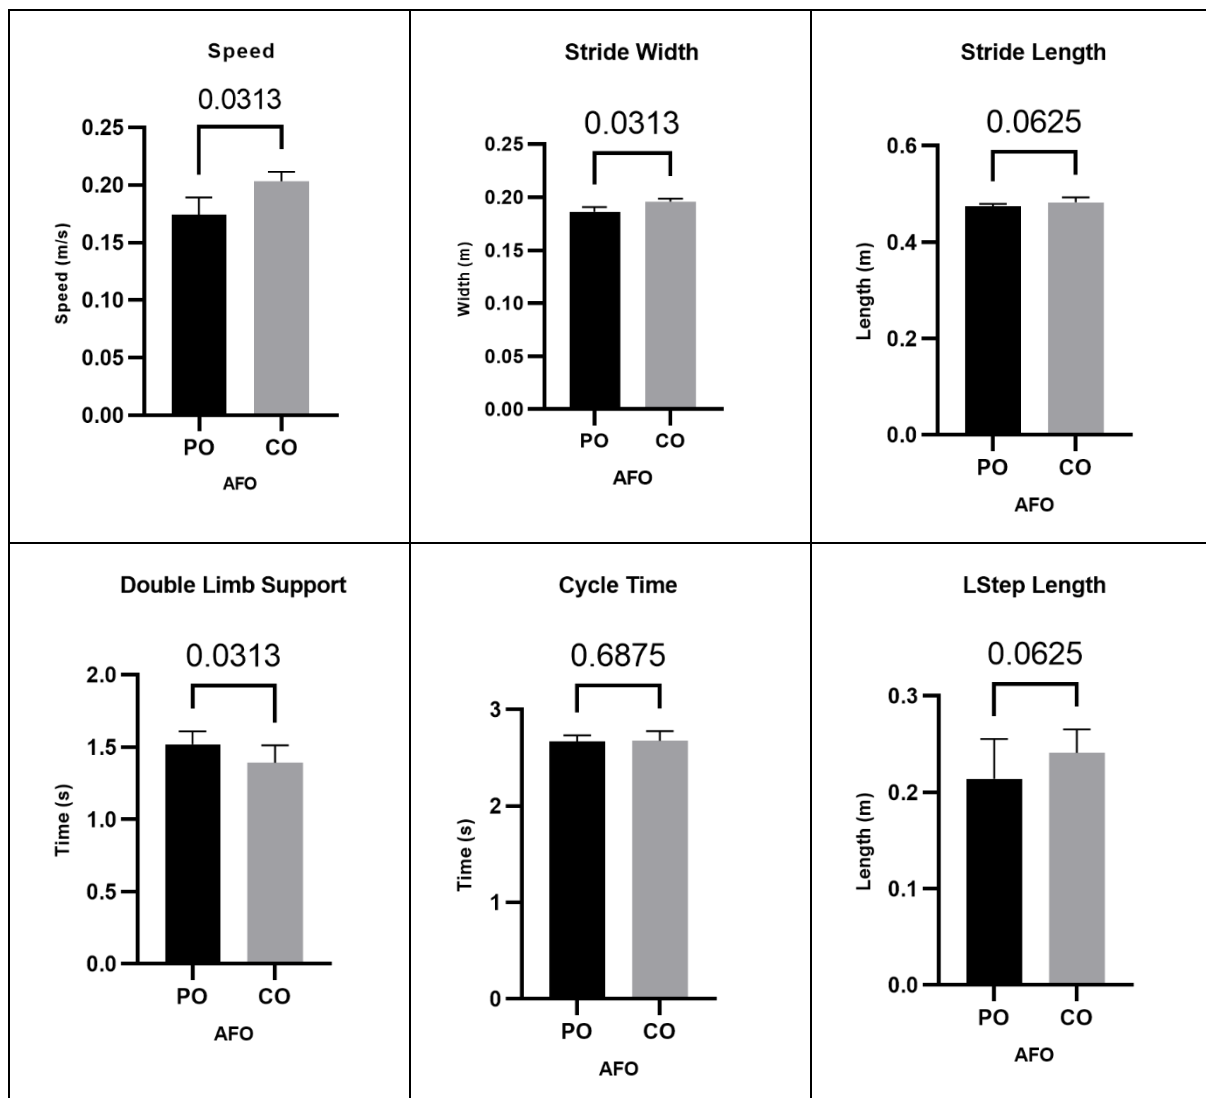 Speed
0.0313
0.25
0.20
0.15
0.10
0.05
0.00
Speed (m/s)
PO CO
AFO
Stride Width
0.0313
0.25
0.20
0.15
0.10
0.05
0.00
Width (m)
PO CO
AFO
Stride Length
0.0625
0.6
0.4
0.2
0.0
Length (m)
PO CO
AFO
Double Limb Support
0.0313
2.0
1.5
1.0
0.5
0.0
Time (s)
PO CO
AFO
Cycle Time
0.6875
3
2
1
0
Time (s)
PO CO
AFO
LStep Length
0.0625
0.3
0.2
0.1
0.0
Length (m)
PO CO
AFO